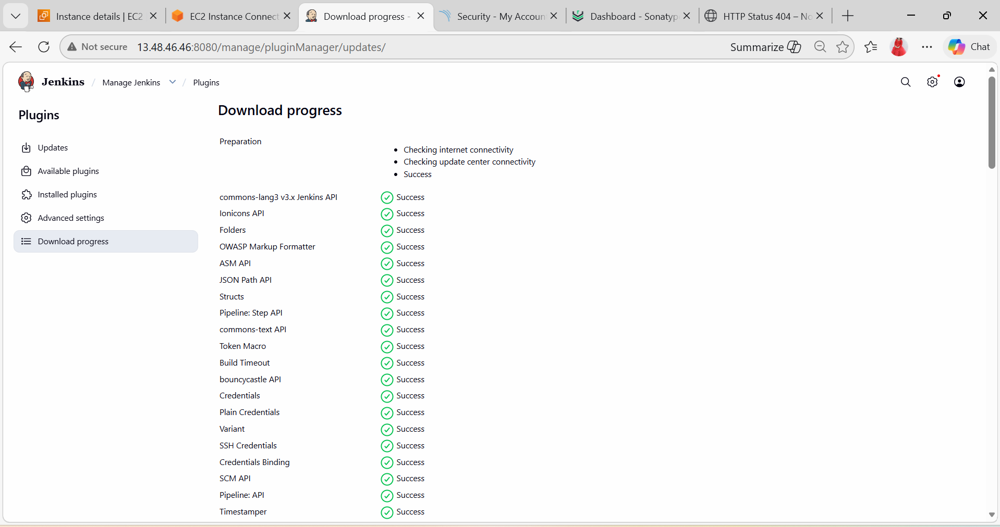 Instance details | EC2
EC2 Instance Connect
Download progress -
Security - My Accoun
Dashboard - Sonatyp
HTTP Status 404 – No
Not secure
13.48.46.46:8080/manage/pluginManager/updates/
Summarize
Chat
Jenkins / Manage Jenkins / Plugins
Plugins
Updates
Available plugins
Installed plugins
Advanced settings
Download progress
Download progress
Preparation
Checking internet connectivity
Checking update center connectivity
Success
commons-lang3 v3.x Jenkins API Success
Ionicons API Success
Folders Success
OWASP Markup Formatter Success
ASM API Success
JSON Path API Success
Structs Success
Pipeline: Step API Success
commons-text API Success
Token Macro Success
Build Timeout Success
bouncycastle API Success
Credentials Success
Plain Credentials Success
Variant Success
SSH Credentials Success
Credentials Binding Success
SCM API Success
Pipeline: API Success
Timestamper Success